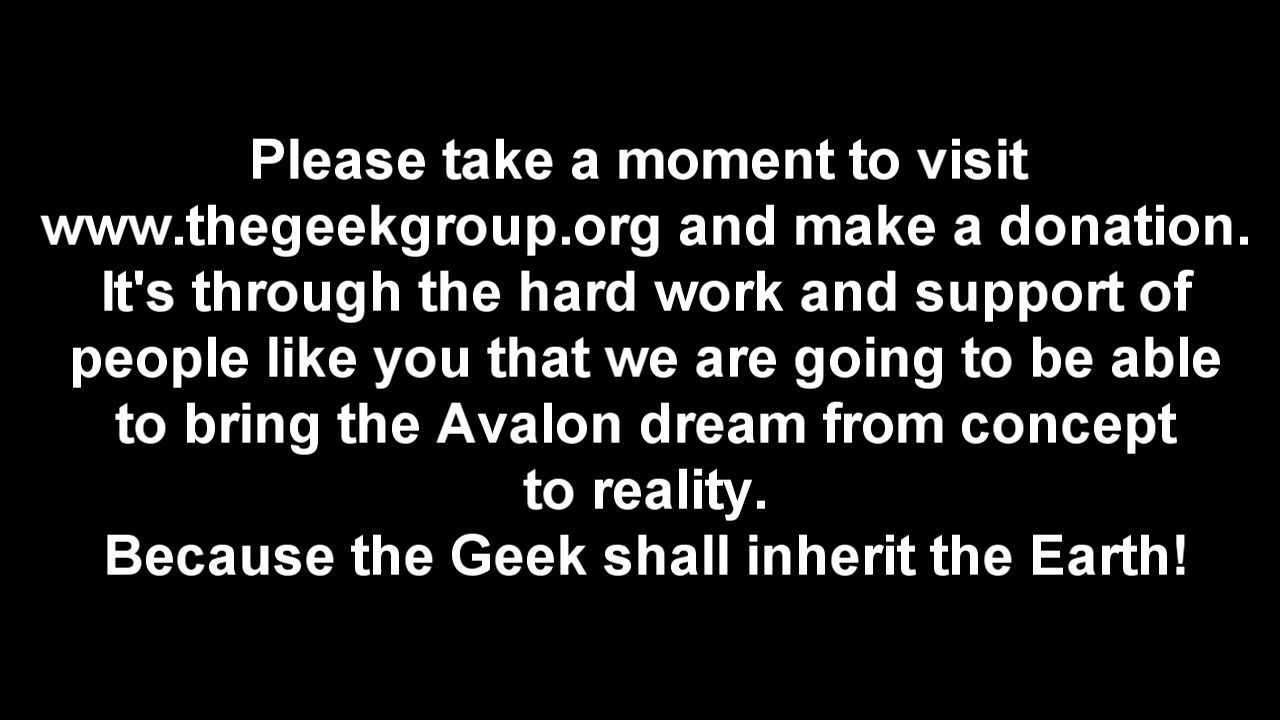 Please take a moment to visit
www.thegeekgroup.org and make a donation.
It's through the hard work and support of
people like you that we are going to be able
to bring the Avalon dream from concept
to reality.
Because the Geek shall inherit the Earth!